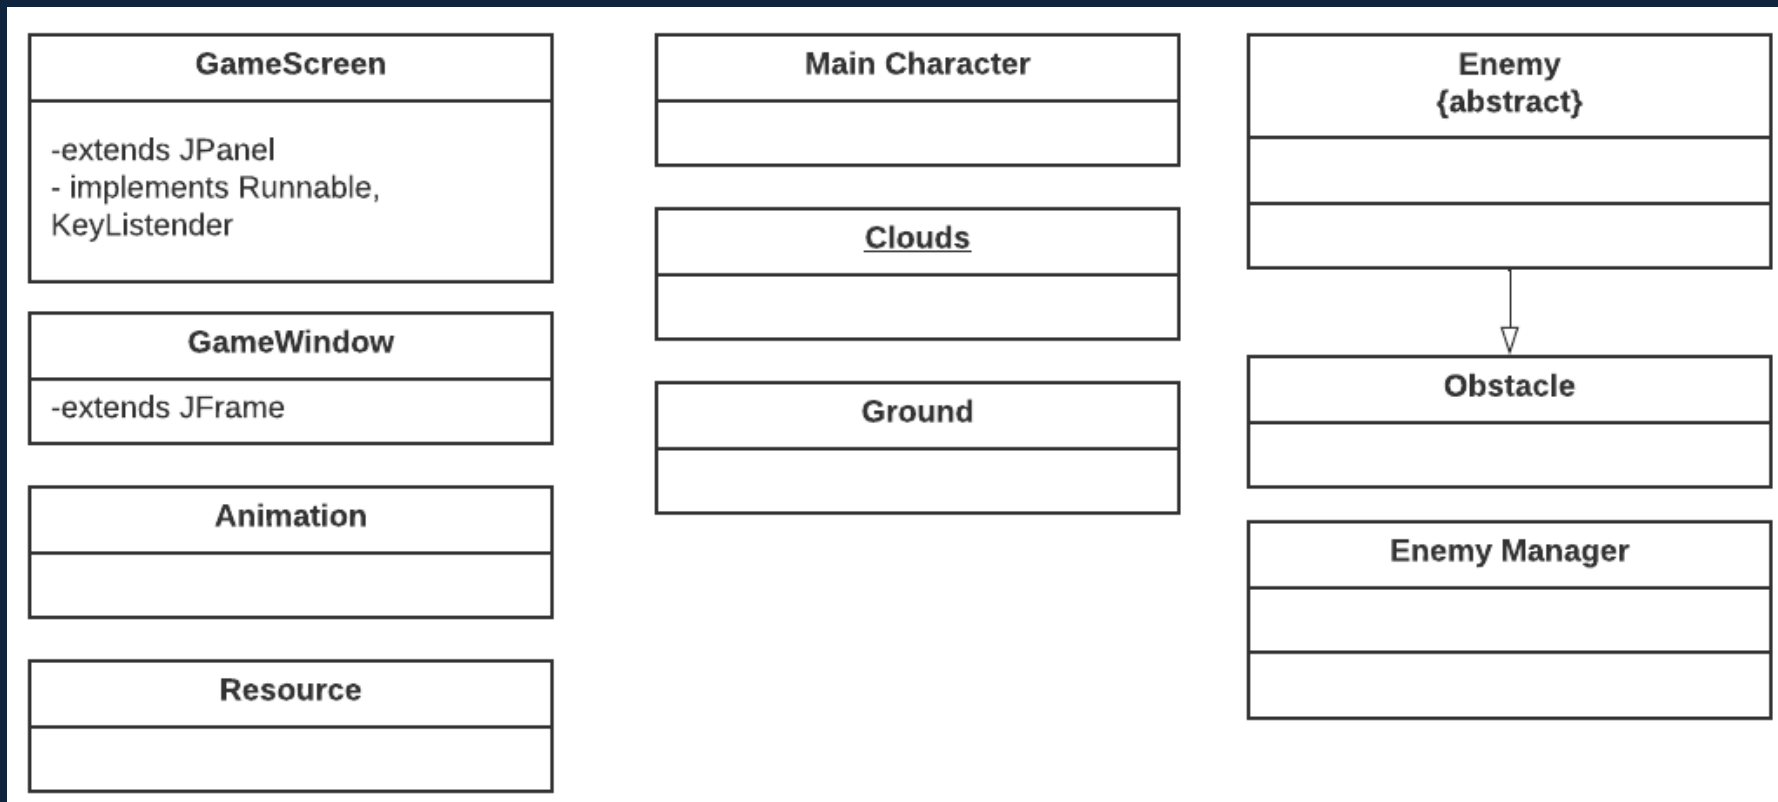 GameScreen
-extends JPanel
- implements Runnable,
KeyListender
GameWindow
-extends JFrame
Animation
Resource
Main Character
Clouds
Ground
Enemy
{abstract}
Obstacle
Enemy Manager